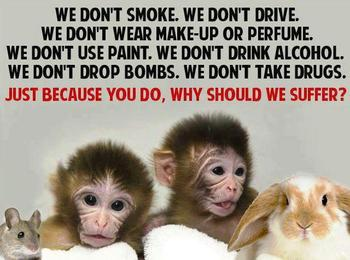 WE DON'T SMOKE. WE DON'T DRIVE.
WE DON'T WEAR MAKE-UP OR PERFUME.
WE DON'T USE PAINT. WE DON'T DRINK ALCOHOL.
WE DON'T DROP BOMBS. WE DON'T TAKE DRUGS.
JUST BECAUSE YOU DO, WHY SHOULD WE SUFFER?